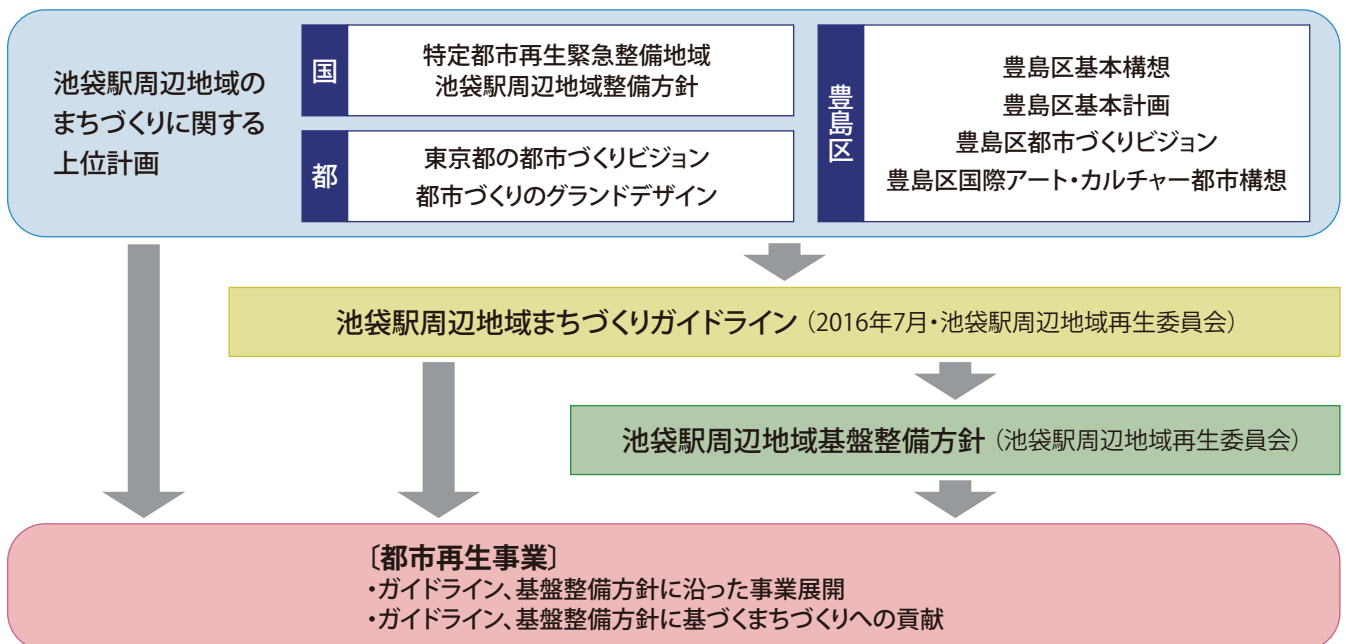 池袋駅周辺地域の
まちづくりに関する
上位計画
国
特定都市再生緊急整備地域
池袋駅周辺地域整備方針
都
東京都の都市づくりビジョン
都市づくりのグランドデザイン
豊島区
豊島区基本構想
豊島区基本計画
豊島区都市づくりビジョン
豊島区国際アート・カルチャー都市構想
池袋駅周辺地域まちづくりガイドライン（2016年7月・池袋駅周辺地域再生委員会）
池袋駅周辺地域基盤整備方針（池袋駅周辺地域再生委員会）
〔都市再生事業〕
・ガイドライン、基盤整備方針に沿った事業展開
・ガイドライン、基盤整備方針に基づくまちづくりへの貢献